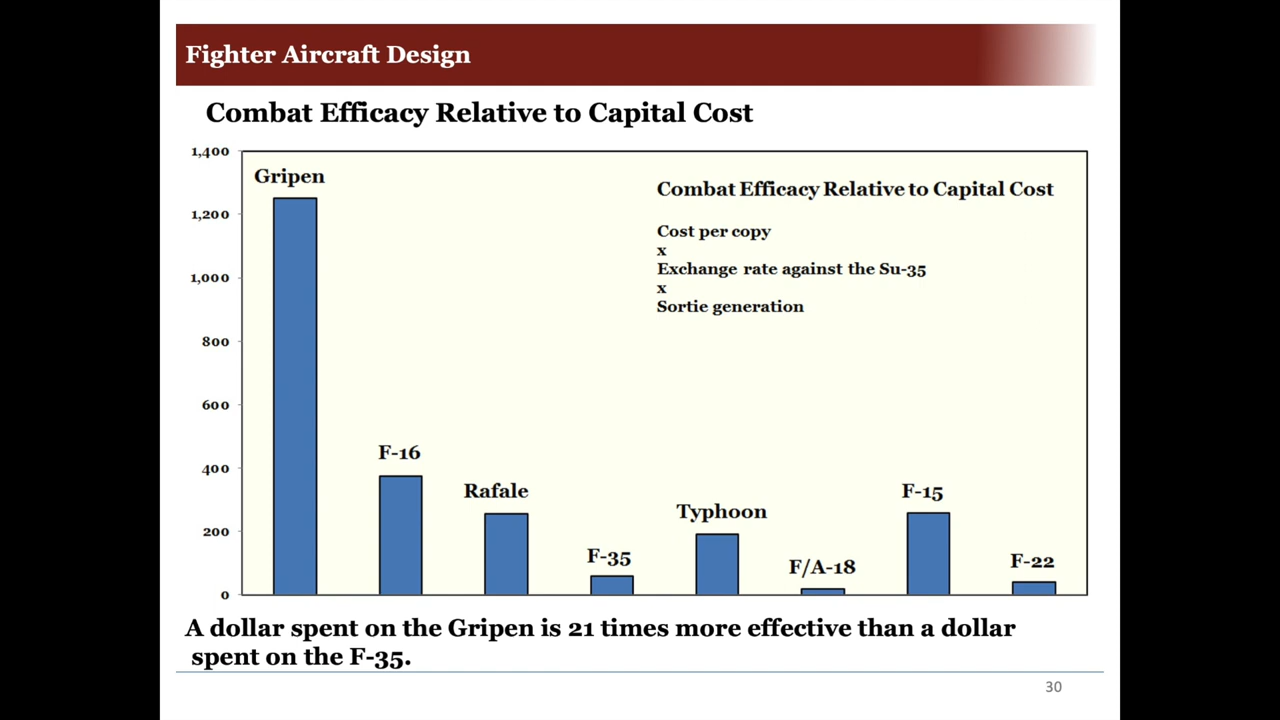 Fighter Aircraft Design
Combat Efficacy Relative to Capital Cost
1,400
1,200
1,000
800
600
400
200
0
Gripen
F-16
Rafale
F-35
Typhoon
F/A-18
F-15
F-22
Combat Efficacy Relative to Capital Cost
Cost per copy
x
Exchange rate against the Su-35
x
Sortie generation
A dollar spent on the Gripen is 21 times more effective than a dollar
spent on the F-35.
30